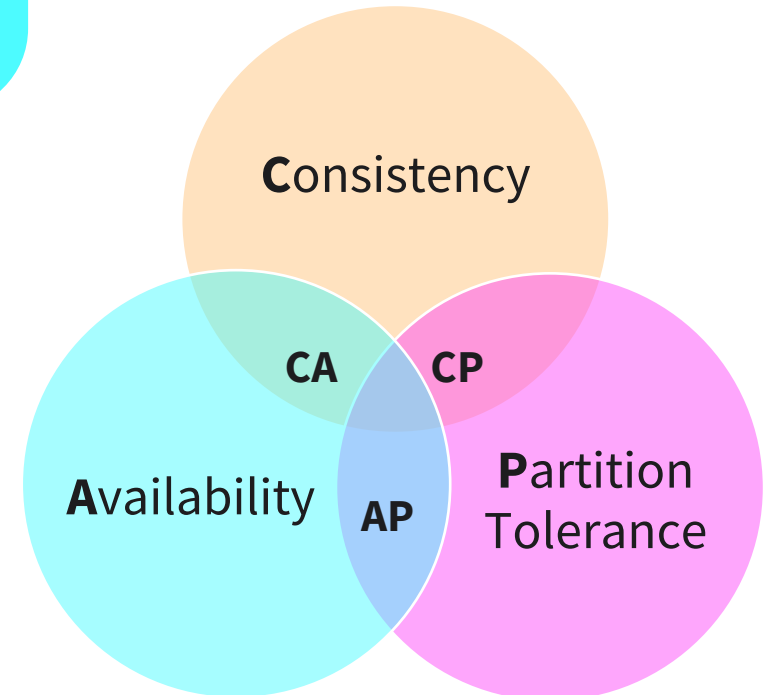 Consistency
CA
CP
Availability
AP
Partition
Tolerance